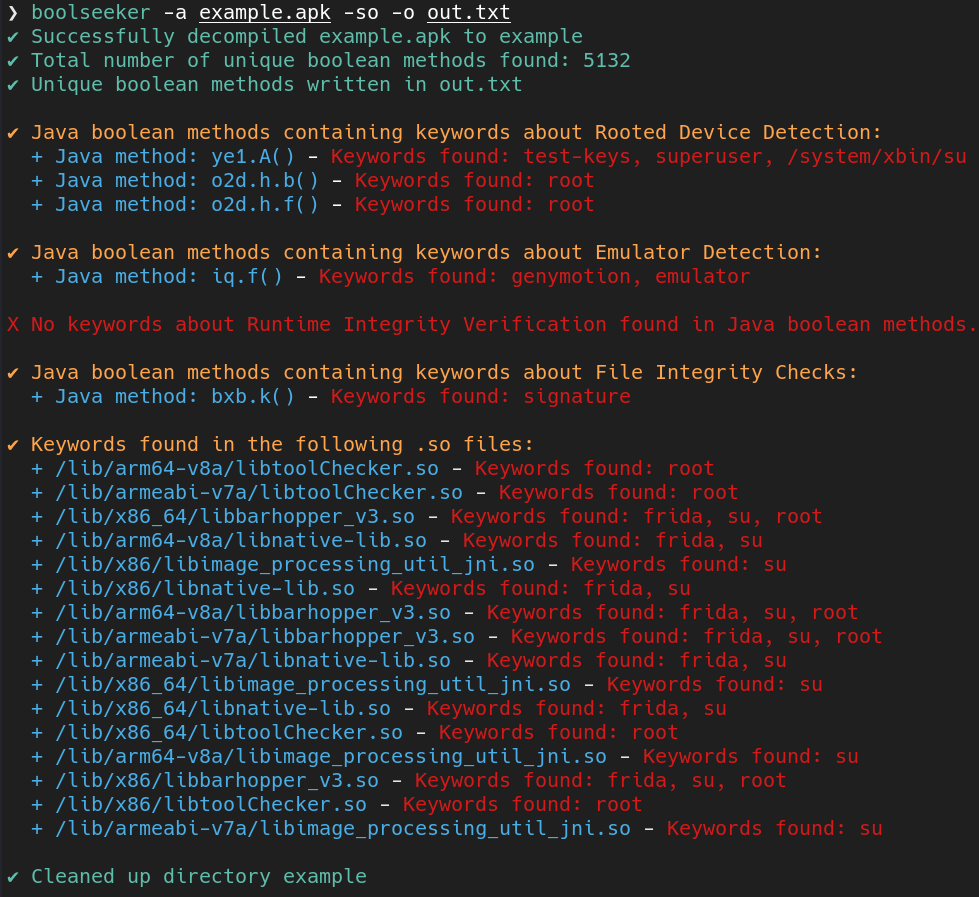 ❯ boolseeker -a example.apk -so -o out.txt
✔ Successfully decompiled example.apk to example
✔ Total number of unique boolean methods found: 5132
✔ Unique boolean methods written in out.txt
✔ Java boolean methods containing keywords about Rooted Device Detection:
+ Java method: ye1.A() – Keywords found: test-keys, superuser, /system/xbin/su
+ Java method: o2d.h.b() – Keywords found: root
+ Java method: o2d.h.f() – Keywords found: root
✔ Java boolean methods containing keywords about Emulator Detection:
+ Java method: iq.f() – Keywords found: genymotion, emulator
X No keywords about Runtime Integrity Verification found in Java boolean methods.
✔ Java boolean methods containing keywords about File Integrity Checks:
+ Java method: bxb.k() – Keywords found: signature
✔ Keywords found in the following .so files:
+ /lib/arm64-v8a/libtoolChecker.so – Keywords found: root
+ /lib/armeabi-v7a/libtoolChecker.so – Keywords found: root
+ /lib/x86_64/libbarhopper_v3.so – Keywords found: frida, su, root
+ /lib/arm64-v8a/libnative-lib.so – Keywords found: frida, su
+ /lib/x86/libimage_processing_util_jni.so – Keywords found: su
+ /lib/x86/libnative-lib.so – Keywords found: frida, su
+ /lib/arm64-v8a/libbarhopper_v3.so – Keywords found: frida, su, root
+ /lib/armeabi-v7a/libbarhopper_v3.so – Keywords found: frida, su, root
+ /lib/armeabi-v7a/libnative-lib.so – Keywords found: frida, su
+ /lib/x86_64/libimage_processing_util_jni.so – Keywords found: su
+ /lib/x86_64/libnative-lib.so – Keywords found: frida, su
+ /lib/x86_64/libtoolChecker.so – Keywords found: root
+ /lib/arm64-v8a/libimage_processing_util_jni.so – Keywords found: su
+ /lib/x86/libbarhopper_v3.so – Keywords found: frida, su, root
+ /lib/x86/libtoolChecker.so – Keywords found: root
+ /lib/armeabi-v7a/libimage_processing_util_jni.so – Keywords found: su
✔ Cleaned up directory example